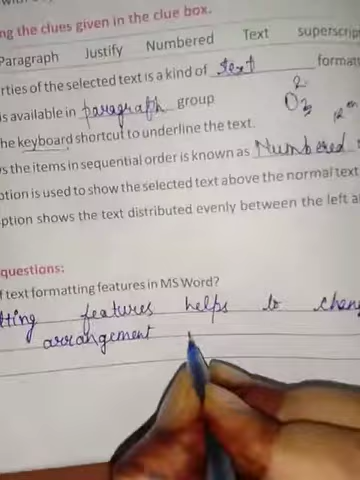 ng the clues given in the clue box.
Paragraph Justify Numbered Text superscrip
rties of the selected text is a kind of text formatt
is available in paragraph group
he keyboard shortcut to underline the text.
s the items in sequential order is known as Numbered
ption is used to show the selected text above the normal text
ption shows the text distributed evenly between the left a
questions:
f text formatting features in MS Word?
tting features helps to chang
arrangement